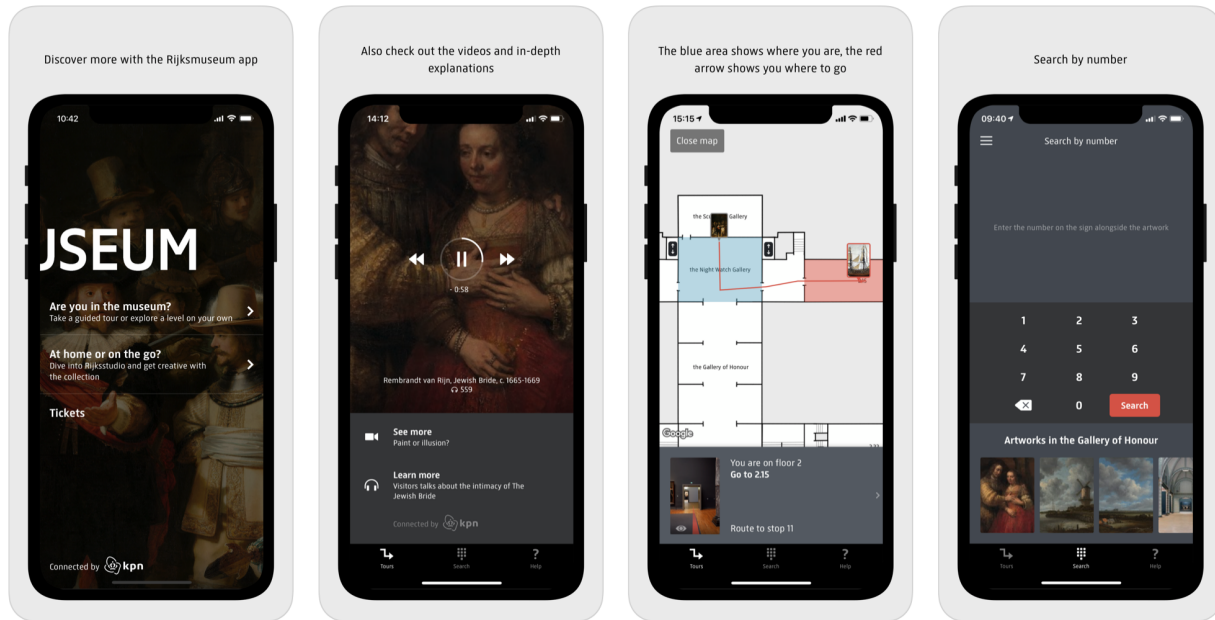 Discover more with the Rijksmuseum app
10:42
USEUM
Are you in the museum?
Take a guided tour or explore a level on your own
At home or on the go?
Dive into Rijksstudio and get creative with
the collection
Tickets
Connected by kpn
Also check out the videos and in-depth
explanations
14:12
- 0:58
Rembrandt van Rijn, Jewish Bride, c. 1665-1669
559
See more
Paint or illusion?
Learn more
Visitors talks about the intimacy of The
Jewish Bride
Connected by kpn
Tours
Search
?
Help
The blue area shows where you are, the red
arrow shows you where to go
15:15
Close map
Gallery
the Night Watch Gallery
the Gallery of Honour
Google
You are on floor 2
Go to 2.15
Route to stop 11
Tours
Search
?
Help
Search by number
09:40
Search by number
Enter the number on the sign alongside the artwork
1 2 3
4 5 6
7 8 9
0 Search
Artworks in the Gallery of Honour
Tours
Search
?
Help